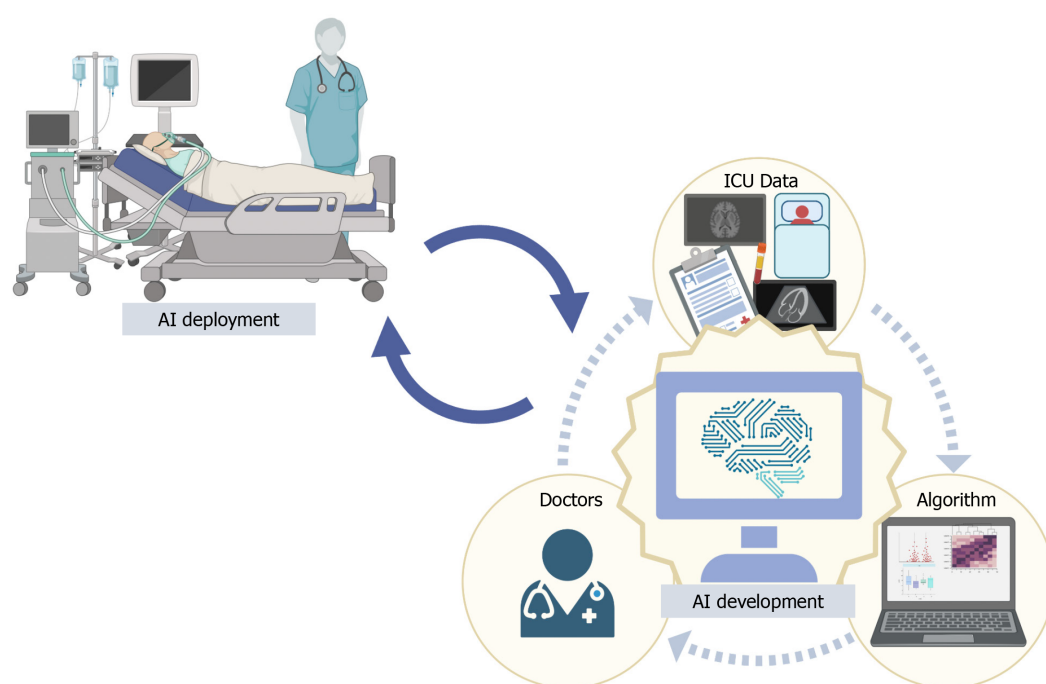 ICU Data
AI deployment
Doctors
Algorithm
AI development